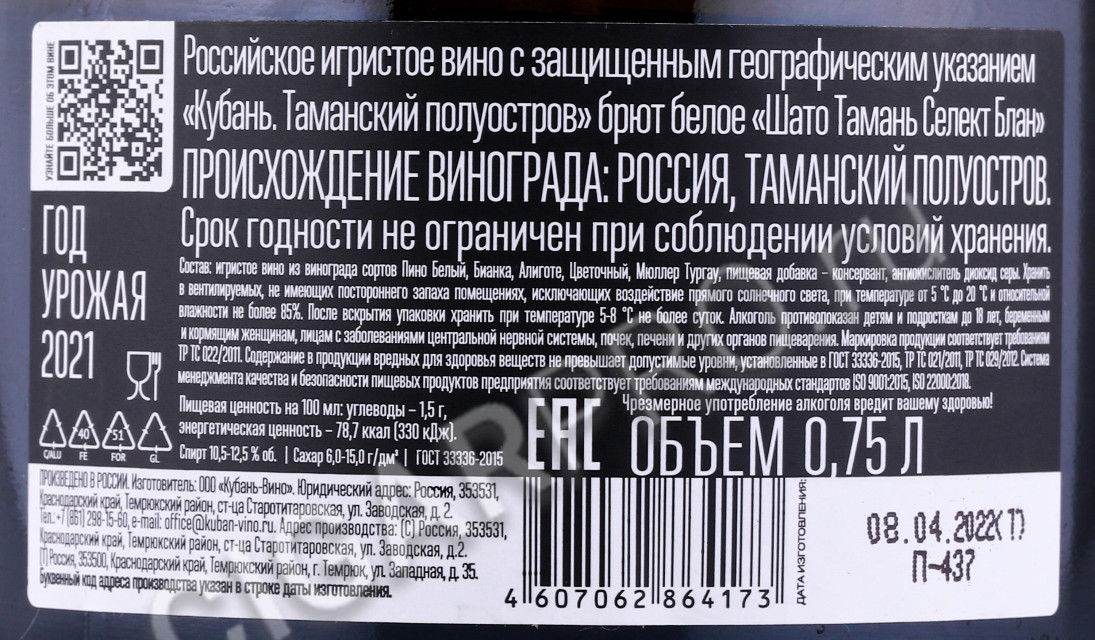 УЗНАЙТЕ БОЛЬШЕ ОБ ЭТОМ ВИНЕ
Российское игристое вино с защищенным географическим указанием
«Кубань. Таманский полуостров» брют белое «Шато Тамань Селект Блан»
ПРОИСХОЖДЕНИЕ ВИНОГРАДА: РОССИЯ, ТАМАНСКИЙ ПОЛУОСТРОВ.
Срок годности не ограничен при соблюдении условий хранения.
ГОД
УРОЖАЯ
2021
Состав: игристое вино из винограда сортов Пино Белый, Бианка, Алиготе, Цветочный, Мюллер Тургау, пищевая добавка – консервант, антиокислитель диоксид серы. Хранить
в вентилируемых, не имеющих постороннего запаха помещениях, исключающих воздействие прямого солнечного света, при температуре от 5 °С до 20 °С и относительной
влажности не более 85%. После вскрытия упаковки хранить при температуре 5-8 °С не более суток. Алкоголь противопоказан детям и подросткам до 18 лет, беременным
и кормящим женщинам, лицам с заболеваниями центральной нервной системы, почек, печени и других органов пищеварения. Маркировка продукции соответствует требованиям
ТР ТС 022/2011. Содержание в продукции вредных для здоровья веществ не превышает допустимые уровни, установленные в ГОСТ 33336-2015, ТР ТС 021/2011, ТР ТС 029/2012. Система
менеджмента качества и безопасности пищевых продуктов предприятия соответствует требованиям международных стандартов ISO 9001:2015, ISO 22000:2018.
Чрезмерное употребление алкоголя вредит вашему здоровью!
Пищевая ценность на 100 мл: углеводы – 1,5 г,
энергетическая ценность – 78,7 ккал (330 кДж).
Спирт 10,5-12,5 % об. | Сахар 6,0-15,0 г/дм³ | ГОСТ 33336-2015
EAC
ОБЪЕМ 0,75 Л
40 51
C/ALU FE FOR GL
ПРОИЗВЕДЕНО В РОССИИ. Изготовитель: ООО «Кубань-Вино». Юридический адрес: Россия, 353531,
Краснодарский край, Темрюкский район, ст-ца Старотитаровская, ул. Заводская, д. 2.
Тел.: +7 (861) 298-15-60, e-mail: office@kuban-vino.ru. Адрес производства: (С) Россия, 353531,
Краснодарский край, Темрюкский район, ст-ца Старотитаровская, ул. Заводская, д.2.
(Т) Россия, 353500, Краснодарский край, Темрюкский район, г. Темрюк, ул. Западная, д. 35.
Буквенный код адреса производства указан в строке даты изготовления.
4 607062 864173
ДАТА ИЗГОТОВЛЕНИЯ:
08.04.2022(Т)
П-437
CIGARPRO.ru